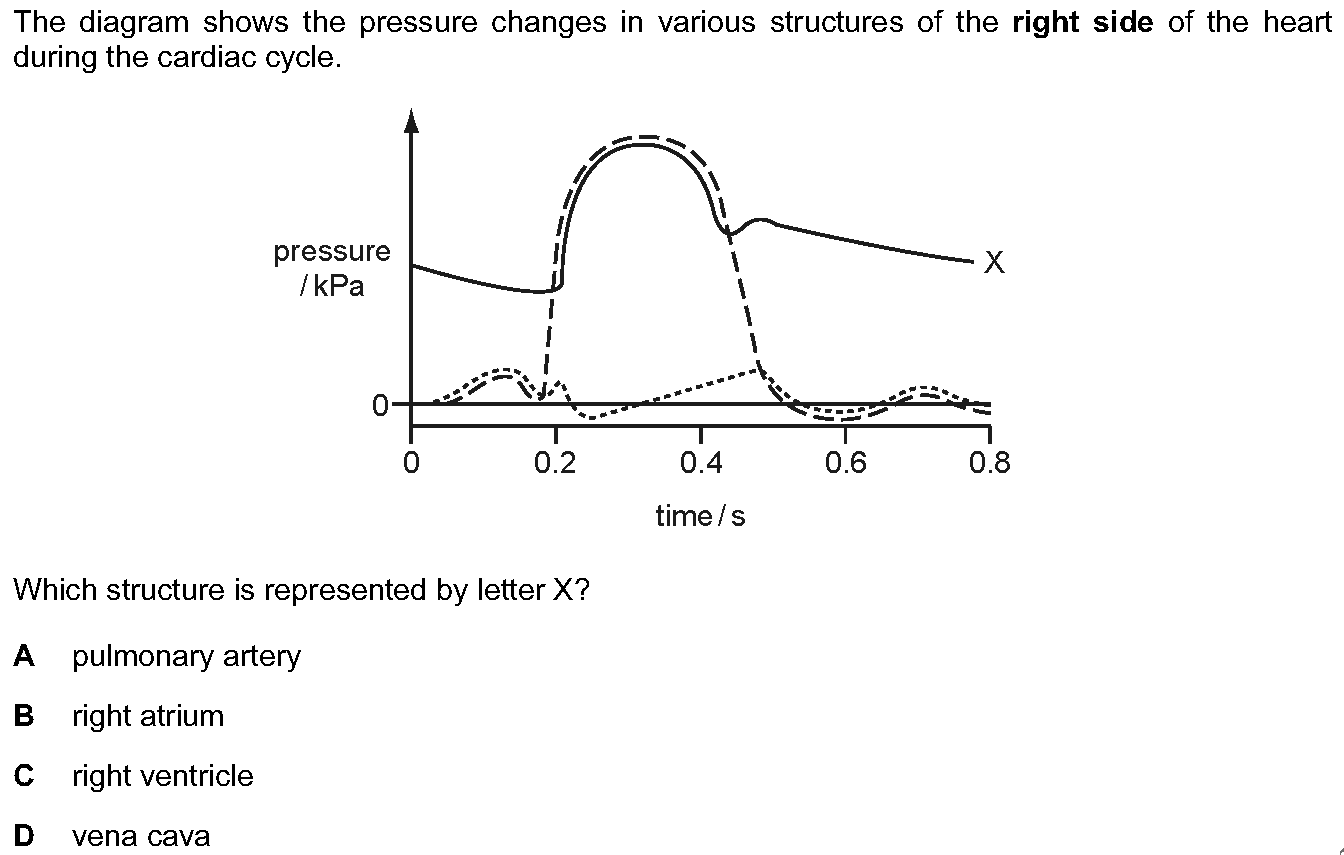 The diagram shows the pressure changes in various structures of the right side of the heart
during the cardiac cycle.
pressure
/ kPa
X
0
0 0.2 0.4 0.6 0.8
time / s
Which structure is represented by letter X?
A pulmonary artery
B right atrium
C right ventricle
D vena cava